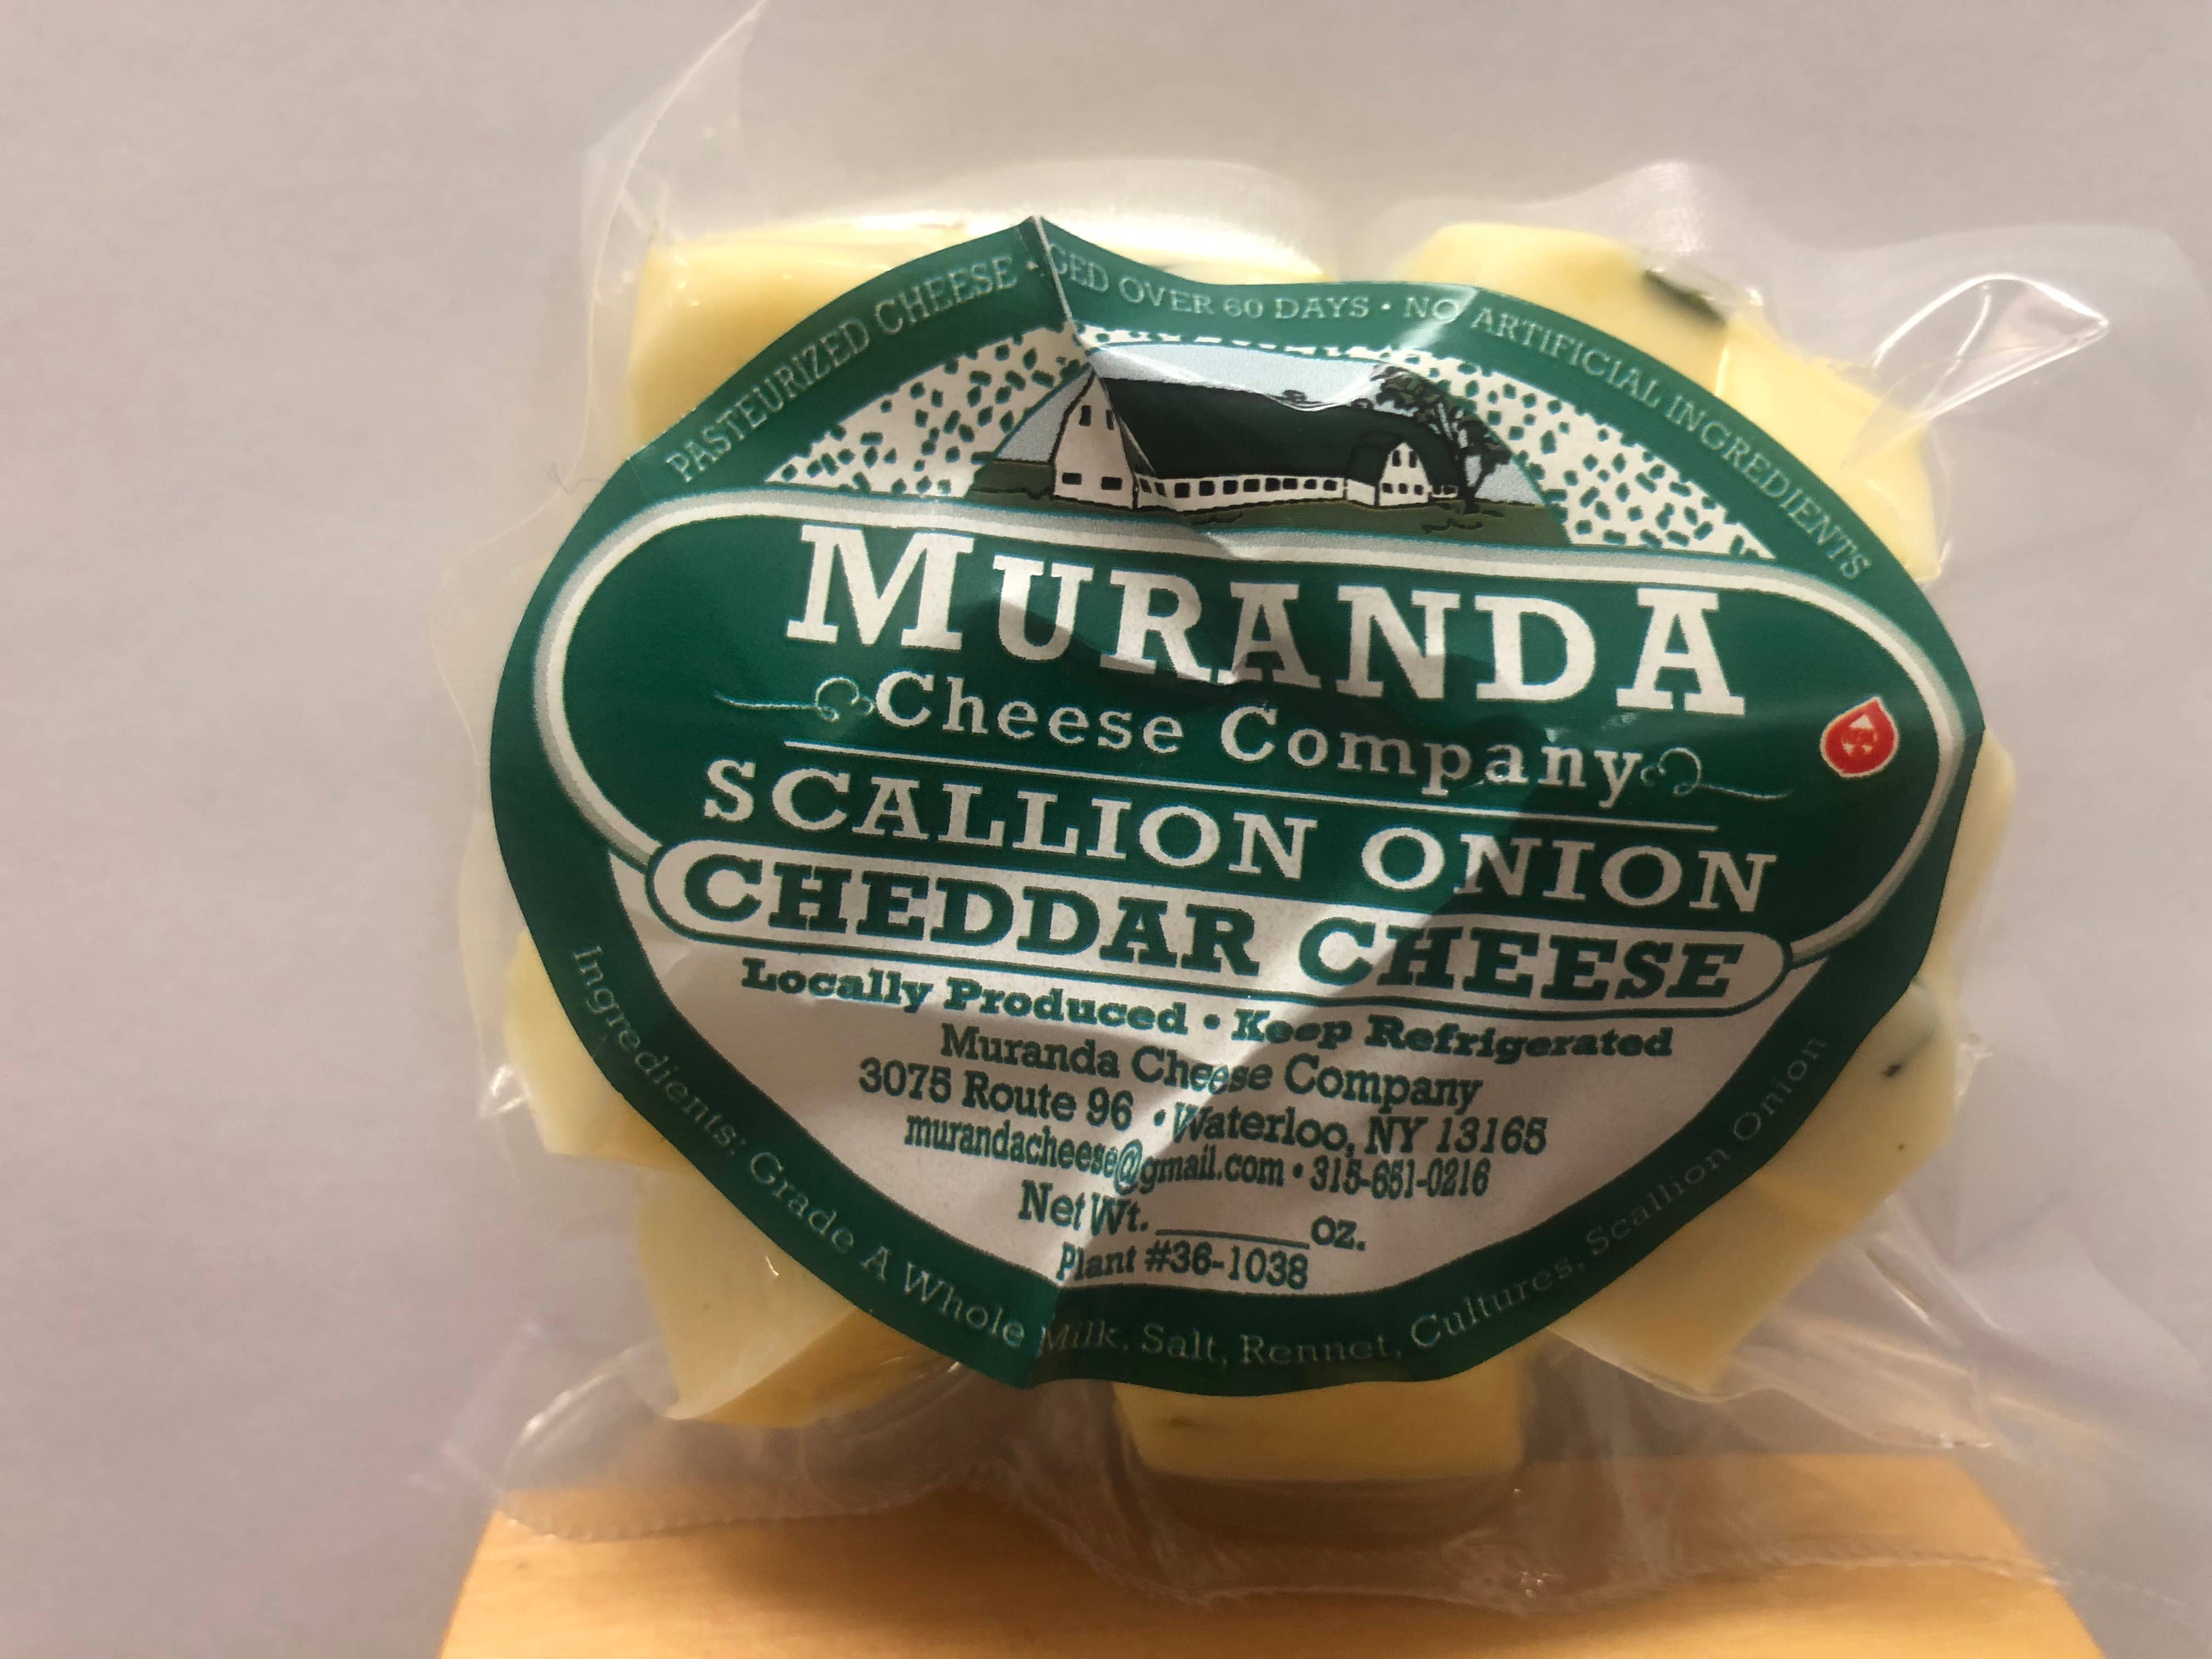 PASTEURIZED CHEESE • GED OVER 60 DAYS • NO ARTIFICIAL INGREDIENTS
MURANDA
Cheese Company
SCALLION ONION
CHEDDAR CHEESE
Locally Produced • Keep Refrigerated
Muranda Cheese Company
3075 Route 96 • Waterloo, NY 13165
murandacheese@gmail.com • 315-651-0216
Net Wt. ______ oz.
Plant #36-1038
Ingredients: Grade A Whole Milk, Salt, Rennet, Cultures, Scallion Onion